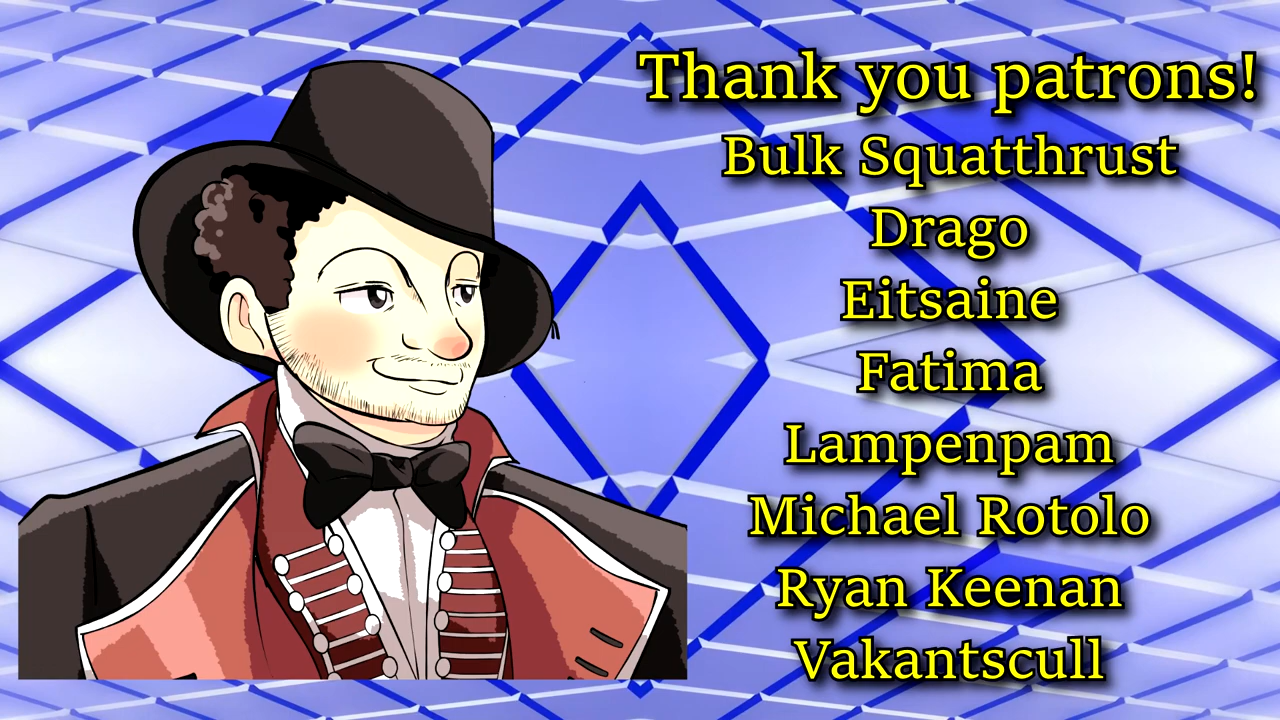 Thank you patrons!
Bulk Squatthrust
Drago
Eitsaine
Fatima
Lampenpam
Michael Rotolo
Ryan Keenan
Vakantscull